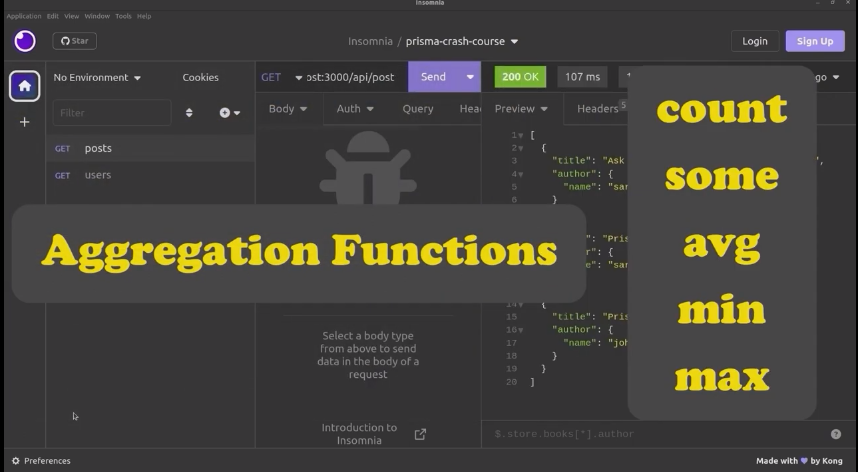 Insomnia
Application Edit View Window Tools Help
Star
Insomnia / prisma-crash-course
Login
Sign Up
No Environment
Cookies
GET
ost:3000/api/post
Send
200 OK
107 ms
go
Filter
Body
Auth
Query
Hea
Preview
Headers 5
GET posts
GET users
1 [
2 {
3 "title": "Ask
",
4 "author": {
5 "name": "sar
6 }
": "Pris
r": {
e": "sar
14 {
15 "title": "Pris
16 "author": {
17 "name": "joh
18 }
19 }
20 ]
Aggregation Functions
count
some
avg
min
max
Select a body type
from above to send
data in the body of a
request
Introduction to
Insomnia
$.store.books[*].author
Preferences
Made with 💜 by Kong